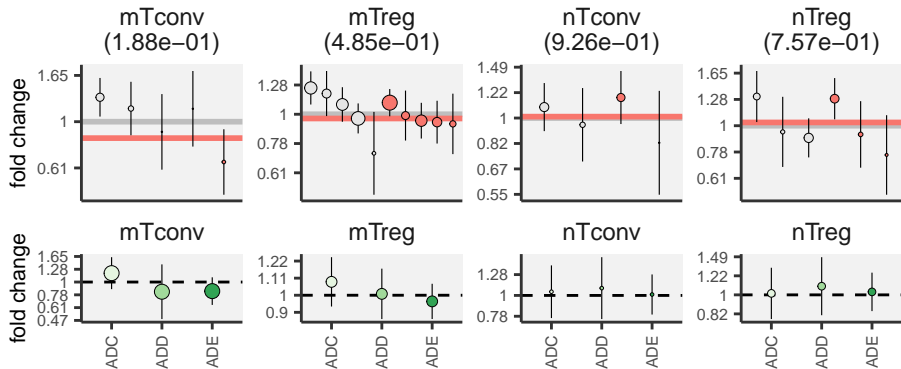 mTconv
(1.88e−01)
mTreg
(4.85e−01)
nTconv
(9.26e−01)
nTreg
(7.57e−01)
fold change
1.65
1
0.61
1.28
1
0.78
0.61
1.49
1.22
1
0.82
0.67
0.55
1.65
1.28
1
0.78
0.61
mTconv
mTreg
nTconv
nTreg
fold change
1.65
1.28
1
0.78
0.61
0.47
1.22
1.11
1
0.9
1.28
1
0.78
1.49
1.22
1
0.82
ADC
ADD
ADE
ADC
ADD
ADE
ADC
ADD
ADE
ADC
ADD
ADE